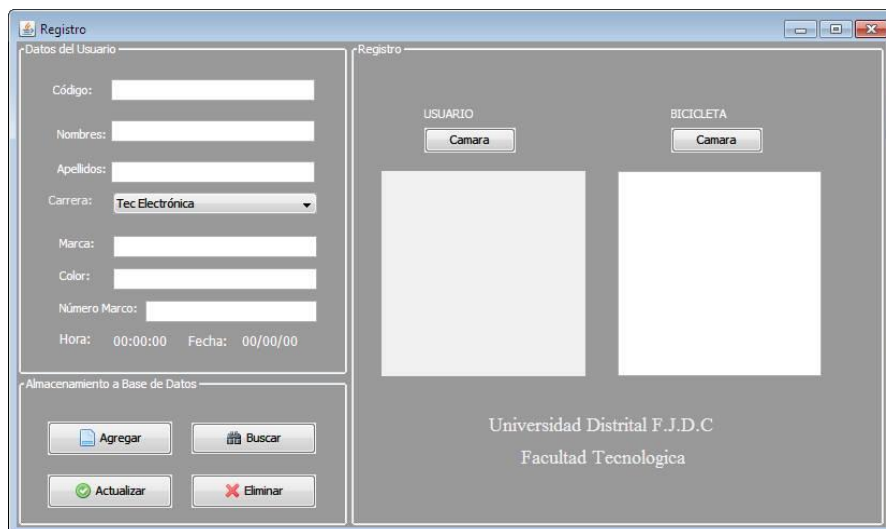 Registro
Datos del Usuario
Código:
Nombres:
Apellidos:
Carrera: Tec Electrónica
Marca:
Color:
Número Marco:
Hora: 00:00:00 Fecha: 00/00/00
Almacenamiento a Base de Datos
Agregar Buscar
Actualizar Eliminar
Registro
USUARIO BICICLETA
Camara Camara
Universidad Distrital F.J.D.C
Facultad Tecnologica